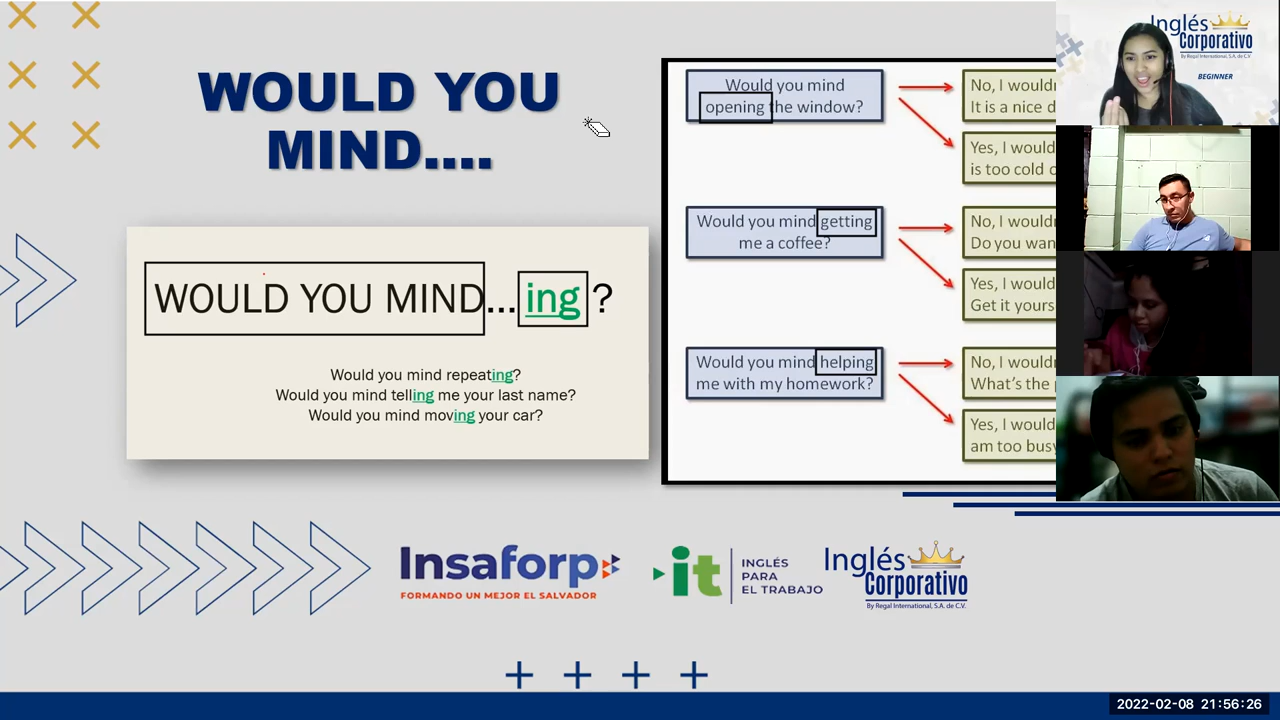 WOULD YOU
MIND....
WOULD YOU MIND...ing ?
Would you mind repeating?
Would you mind telling me your last name?
Would you mind moving your car?
Would you mind
opening the window?
No, I wouldn
It is a nice d
Yes, I would
is too cold
Would you mind getting
me a coffee?
No, I wouldn
Do you wan
Yes, I would
Get it yours
Would you mind helping
me with my homework?
No, I wouldn
What's the
Yes, I would
am too busy
Inglés
Corporativo
By Regal International, S.A. de C.V.
BEGINNER
Insaforp
FORMANDO UN MEJOR EL SALVADOR
it
INGLÉS
PARA
EL TRABAJO
Inglés
Corporativo
By Regal International, S.A. de C.V.
2022-02-08 21:56:26